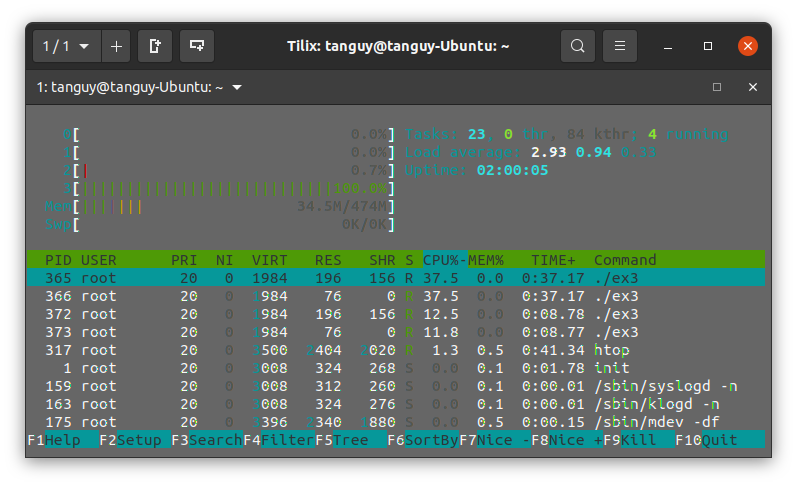 1 / 1 Tilix: tanguy@tanguy-Ubuntu: ~
1: tanguy@tanguy-Ubuntu: ~
0[ 0.0%] Tasks: 23, 0 thr, 84 kthr; 4 running
1[ 0.0%] Load average: 2.93 0.94 0.33
2[| 0.7%] Uptime: 02:00:05
3[||||||||||||||||||||||||||||100.0%]
Mem[||||||| 34.5M/474M]
Swp[ 0K/0K]
PID USER PRI NI VIRT RES SHR S CPU%-MEM% TIME+ Command
365 root 20 0 1984 196 156 R 37.5 0.0 0:37.17 ./ex3
366 root 20 0 1984 76 0 R 37.5 0.0 0:37.17 ./ex3
372 root 20 0 1984 196 156 R 12.5 0.0 0:08.78 ./ex3
373 root 20 0 1984 76 0 R 11.8 0.0 0:08.77 ./ex3
317 root 20 0 3500 2404 2020 R 1.3 0.5 0:41.34 htop
1 root 20 0 3008 324 268 S 0.0 0.1 0:01.78 init
159 root 20 0 3008 312 260 S 0.0 0.1 0:00.01 /sbin/syslogd -n
163 root 20 0 3008 324 276 S 0.0 0.1 0:00.01 /sbin/klogd -n
175 root 20 0 3396 2340 1880 S 0.0 0.5 0:00.15 /sbin/mdev -df
F1Help F2Setup F3SearchF4FilterF5Tree F6SortByF7Nice -F8Nice +F9Kill F10Quit